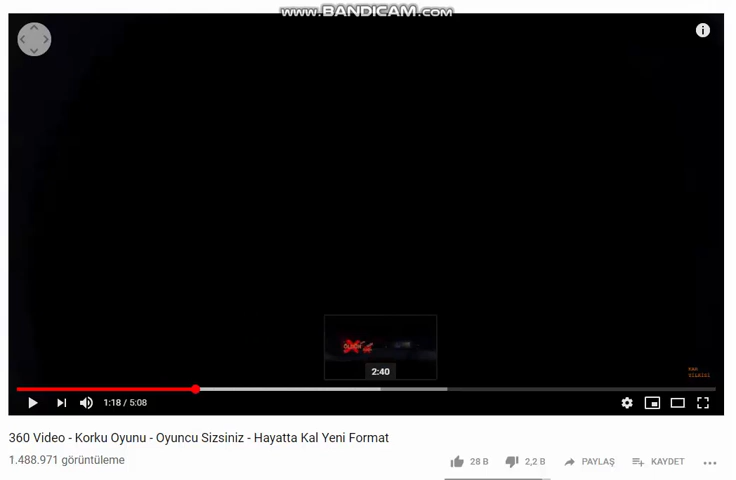 www.BANDICAM.com
2:40
1:18 / 5:08
360 Video - Korku Oyunu - Oyuncu Sizsiniz - Hayatta Kal Yeni Format
1.488.971 görüntüleme
28 B
2,2 B
PAYLAŞ
KAYDET